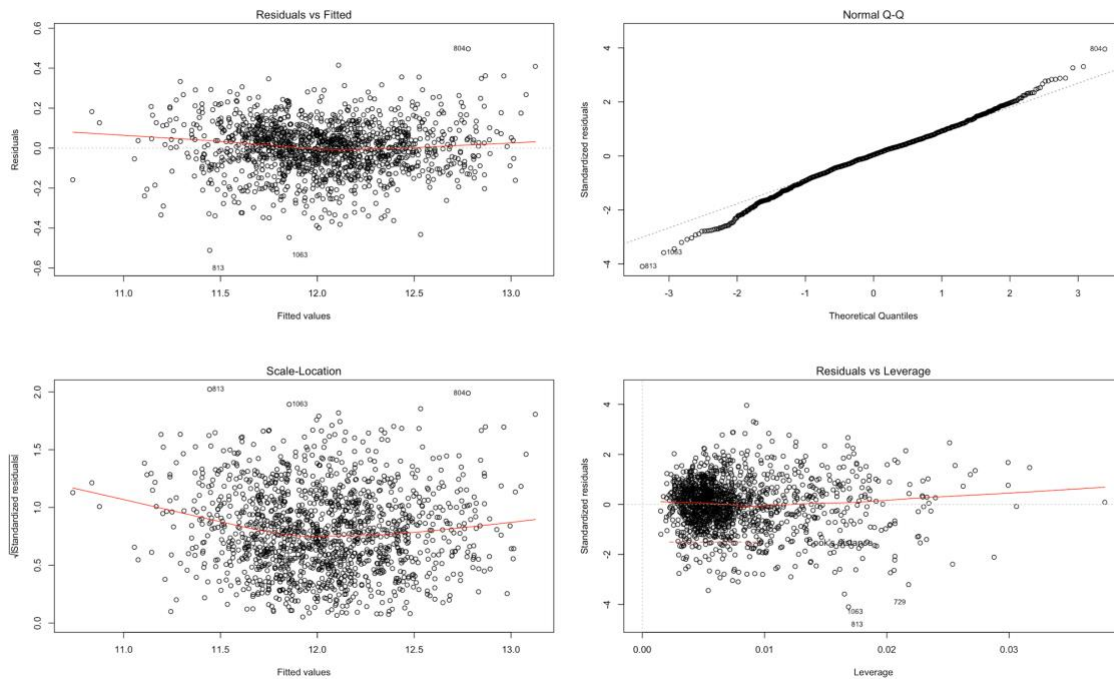 Residuals vs Fitted
Residuals
0.6
0.4
0.2
0.0
-0.2
-0.4
-0.6
804
1063
813
11.0 11.5 12.0 12.5 13.0
Fitted values
Normal Q-Q
Standardized residuals
4
2
0
-2
-4
804
1063
813
-3 -2 -1 0 1 2 3
Theoretical Quantiles
Scale-Location
√|Standardized residuals|
2.0
1.5
1.0
0.5
0.0
813
1063
804
11.0 11.5 12.0 12.5 13.0
Fitted values
Residuals vs Leverage
Standardized residuals
4
2
0
-2
-4
729
1063
813
0.00 0.01 0.02 0.03
Leverage